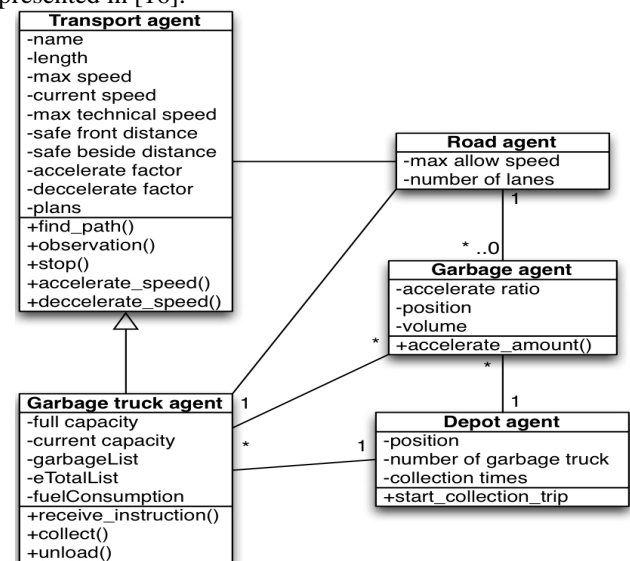 presented in [16].
Transport agent
-name
-length
-max speed
-current speed
-max technical speed
-safe front distance
-safe beside distance
-accelerate factor
-deccelerate factor
-plans
+find_path()
+observation()
+stop()
+accelerate_speed()
+deccelerate_speed()
Road agent
-max allow speed
-number of lanes
1
* ..0
Garbage agent
-accelerate ratio
-position
-volume
+accelerate_amount()
*
*
1
Garbage truck agent
-full capacity
-current capacity
-garbageList
-eTotalList
-fuelConsumption
+receive_instruction()
+collect()
+unload()
1
*
1
Depot agent
-position
-number of garbage truck
-collection times
+start_collection_trip